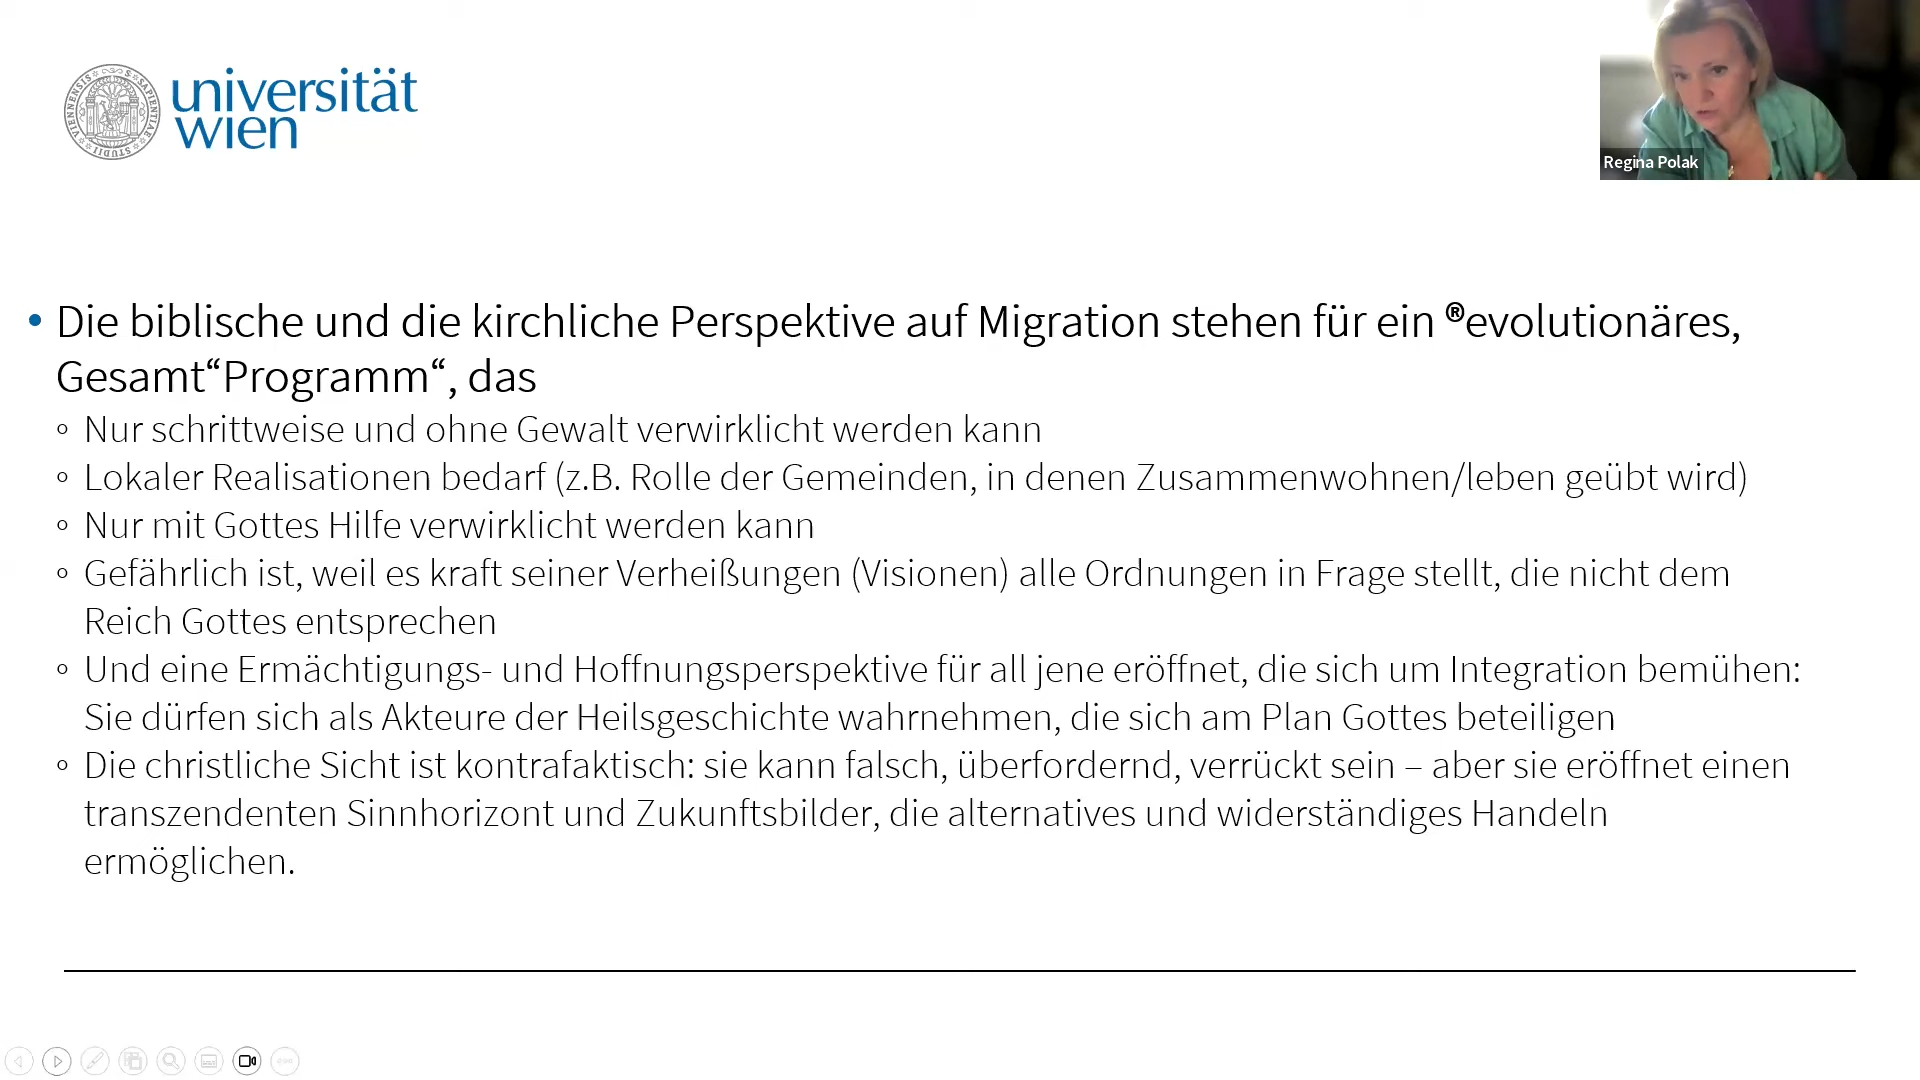 universität
wien
STUDII
VIENNENSIS
SAPIENTIAE
Regina Polak
• Die biblische und die kirchliche Perspektive auf Migration stehen für ein ®evolutionäres,
Gesamt“Programm“, das
◦ Nur schrittweise und ohne Gewalt verwirklicht werden kann
◦ Lokaler Realisationen bedarf (z.B. Rolle der Gemeinden, in denen Zusammenwohnen/leben geübt wird)
◦ Nur mit Gottes Hilfe verwirklicht werden kann
◦ Gefährlich ist, weil es kraft seiner Verheißungen (Visionen) alle Ordnungen in Frage stellt, die nicht dem
Reich Gottes entsprechen
◦ Und eine Ermächtigungs- und Hoffnungsperspektive für all jene eröffnet, die sich um Integration bemühen:
Sie dürfen sich als Akteure der Heilsgeschichte wahrnehmen, die sich am Plan Gottes beteiligen
◦ Die christliche Sicht ist kontrafaktisch: sie kann falsch, überfordernd, verrückt sein – aber sie eröffnet einen
transzendenten Sinnhorizont und Zukunftsbilder, die alternatives und widerständiges Handeln
ermöglichen.